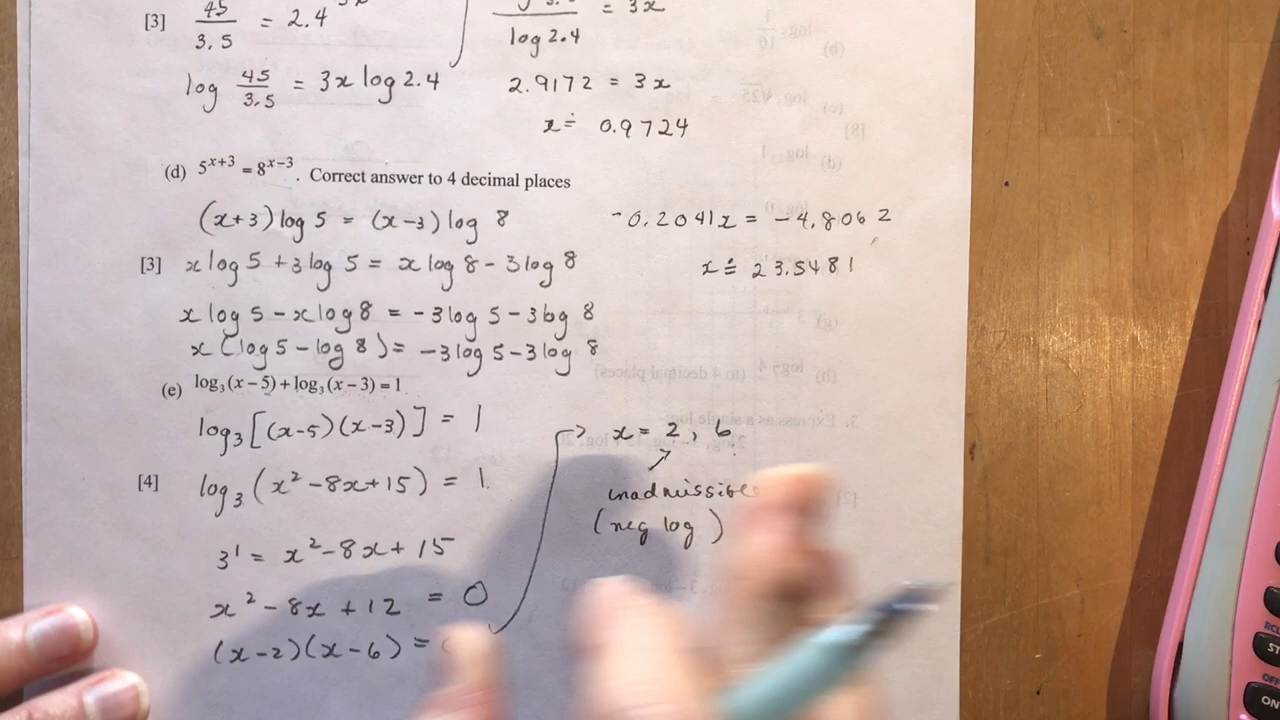 [3] 45/3.5 = 2.4
= 3x
log 2.4
log 45/3.5 = 3x log 2.4
2.9172 = 3x
x ≐ 0.9724
(d) 5^(x+3) = 8^(x−3). Correct answer to 4 decimal places
(x+3) log 5 = (x−3) log 8
[3] x log 5 + 3 log 5 = x log 8 − 3 log 8
x log 5 − x log 8 = −3 log 5 − 3 log 8
x (log 5 − log 8) = −3 log 5 − 3 log 8
-0.2041x = −4.8062
x ≐ 23.5481
(e) log₃(x−5) + log₃(x−3) = 1
log₃[(x−5)(x−3)] = 1
[4] log₃(x²−8x+15) = 1.
3¹ = x²−8x+15
x²−8x+12 = 0
(x−2)(x−6) =
x = 2, 6
inadmissible
(neg log)
ST
ON